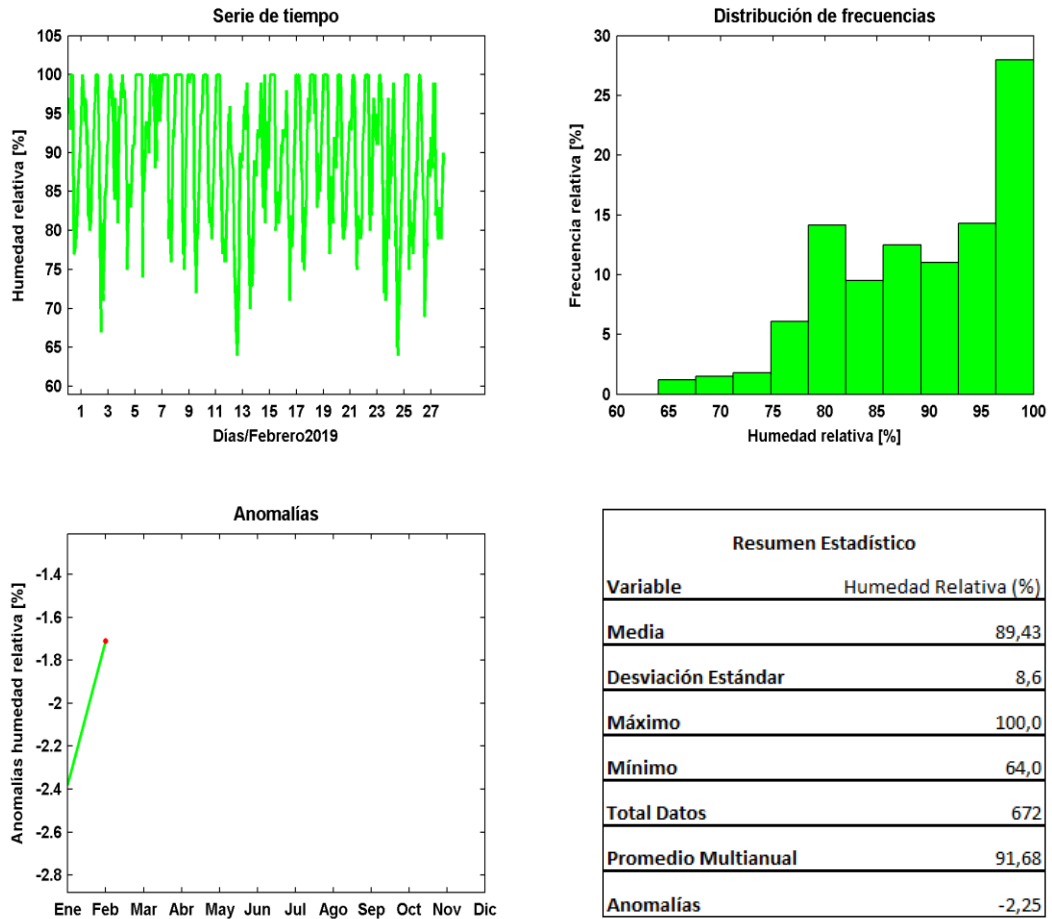 Serie de tiempo
Humedad relativa [%]
105
100
95
90
85
80
75
70
65
60
1 3 5 7 9 11 13 15 17 19 21 23 25 27
Días/Febrero2019
Distribución de frecuencias
Frecuencia relativa [%]
30
25
20
15
10
5
0
60 65 70 75 80 85 90 95 100
Humedad relativa [%]
Anomalías
Anomalías humedad relativa [%]
-1.4
-1.6
-1.8
-2
-2.2
-2.4
-2.6
-2.8
Ene Feb Mar Abr May Jun Jul Ago Sep Oct Nov Dic
Resumen Estadístico
Variable Humedad Relativa (%)
Media 89,43
Desviación Estándar 8,6
Máximo 100,0
Mínimo 64,0
Total Datos 672
Promedio Multianual 91,68
Anomalías -2,25